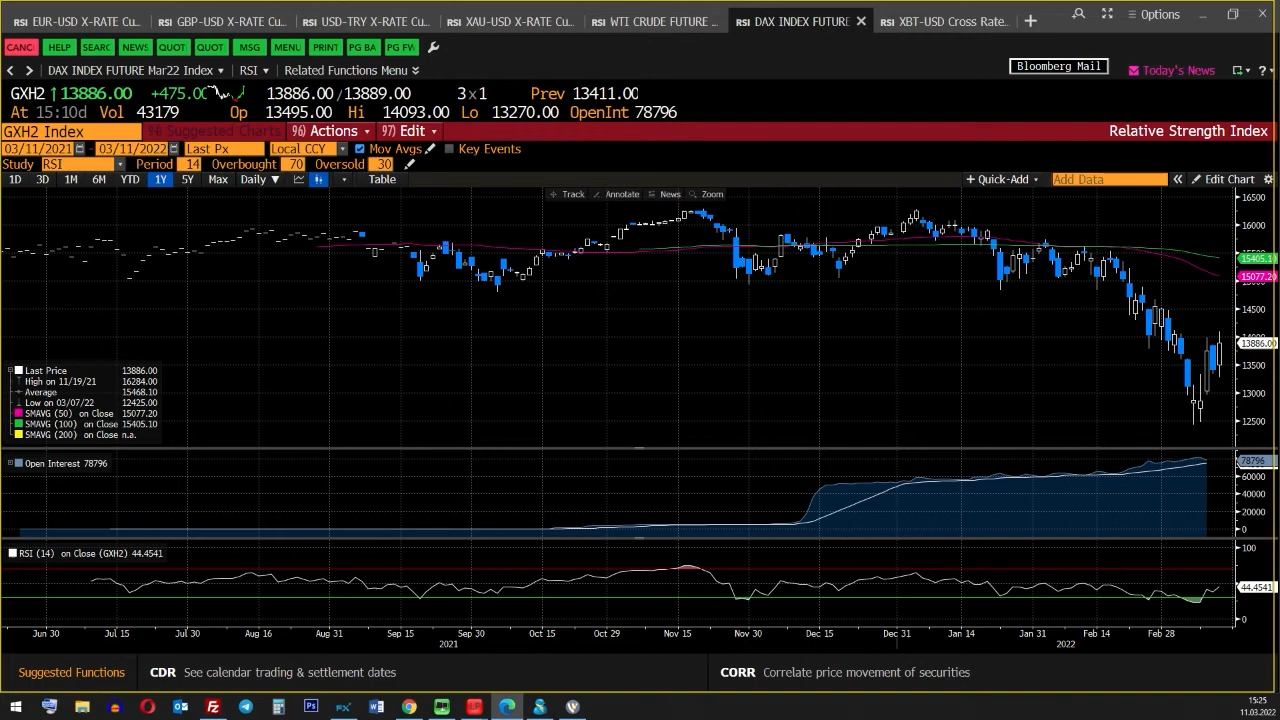 RSI EUR-USD X-RATE Cu... RSI GBP-USD X-RATE Cu... RSI USD-TRY X-RATE Cu... RSI XAU-USD X-RATE Cu... RSI WTI CRUDE FUTURE ... RSI DAX INDEX FUTURE RSI XBT-USD Cross Rate... Options
CANC HELP SEARC NEWS QUOTI QUOT MSG MENU PRINT PG BA PG FW
DAX INDEX FUTURE Mar22 Index RSI Related Functions Menu Bloomberg Mail Today's News ?
GXH2 ↑13886.00 +475.00 13886.00/13889.00 3x1 Prev 13411.00
At 15:10d Vol 43179 Op 13495.00 Hi 14093.00 Lo 13270.00 OpenInt 78796
GXH2 Index 96 Suggested Charts 96) Actions 97) Edit Relative Strength Index
03/11/2021 - 03/11/2022 Last Px Local CCY Mov Avgs Key Events
Study RSI Period 14 Overbought 70 Oversold 30
1D 3D 1M 6M YTD 1Y 5Y Max Daily ▼ Table + Quick-Add Add Data « Edit Chart
Track Annotate News Zoom
16500
16000
15500
15405.10
15077.20
15000
14500
14000
13886.00
13500
13000
12500
Last Price 13886.00
High on 11/19/21 16284.00
Average 15468.10
Low on 03/07/22 12425.00
SMAVG (50) on Close 15077.20
SMAVG (100) on Close 15405.10
SMAVG (200) on Close n.a.
Open Interest 78796
78796
60000
40000
20000
0
RSI (14) on Close (GXH2) 44.4541
100
44.4541
0
Jun 30 Jul 15 Jul 30 Aug 16 Aug 31 Sep 15 Sep 30 Oct 15 Oct 29 Nov 15 Nov 30 Dec 15 Dec 31 Jan 14 Jan 31 Feb 14 Feb 28
2021 2022
Suggested Functions CDR See calendar trading & settlement dates CORR Correlate price movement of securities
15:25
11.03.2022